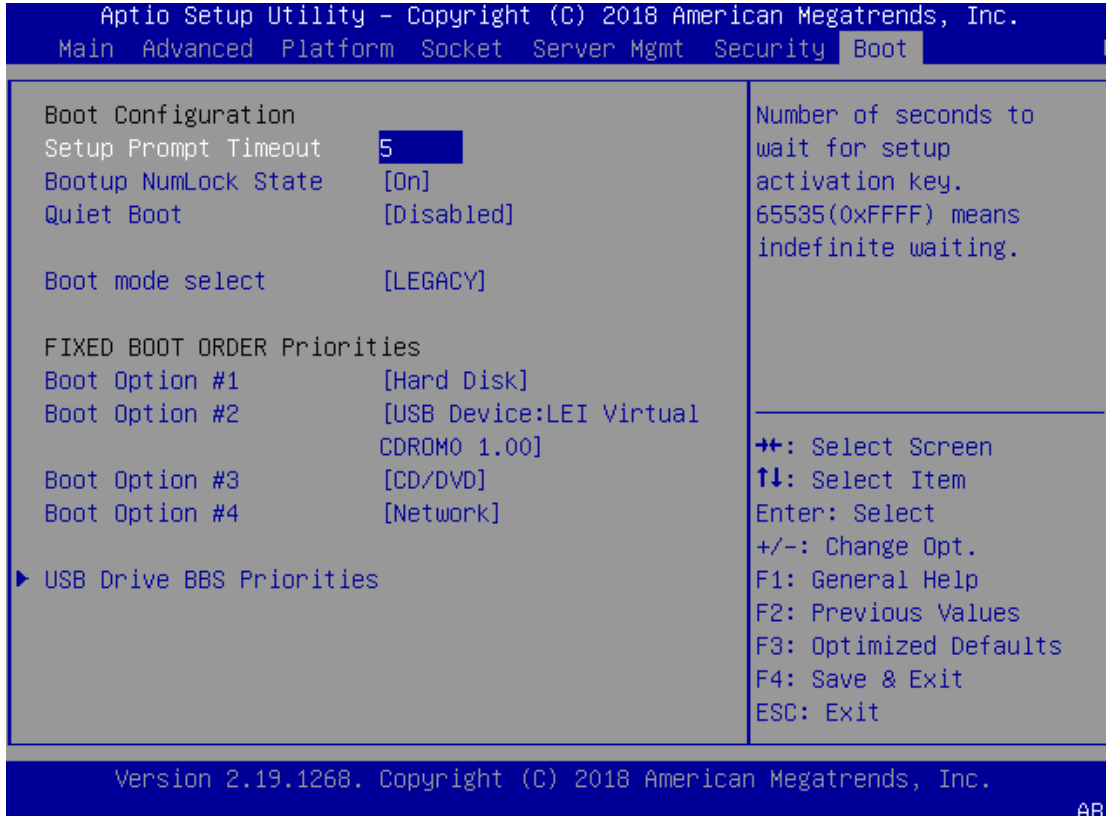 Aptio Setup Utility – Copyright (C) 2018 American Megatrends, Inc.
Main Advanced Platform Socket Server Mgmt Security Boot
Boot Configuration
Setup Prompt Timeout 5
Bootup NumLock State [On]
Quiet Boot [Disabled]
Boot mode select [LEGACY]
FIXED BOOT ORDER Priorities
Boot Option #1 [Hard Disk]
Boot Option #2 [USB Device:LEI Virtual
CDROM0 1.00]
Boot Option #3 [CD/DVD]
Boot Option #4 [Network]
▶ USB Drive BBS Priorities
Number of seconds to
wait for setup
activation key.
65535(0xFFFF) means
indefinite waiting.
→←: Select Screen
↑↓: Select Item
Enter: Select
+/-: Change Opt.
F1: General Help
F2: Previous Values
F3: Optimized Defaults
F4: Save & Exit
ESC: Exit
Version 2.19.1268. Copyright (C) 2018 American Megatrends, Inc.
AB